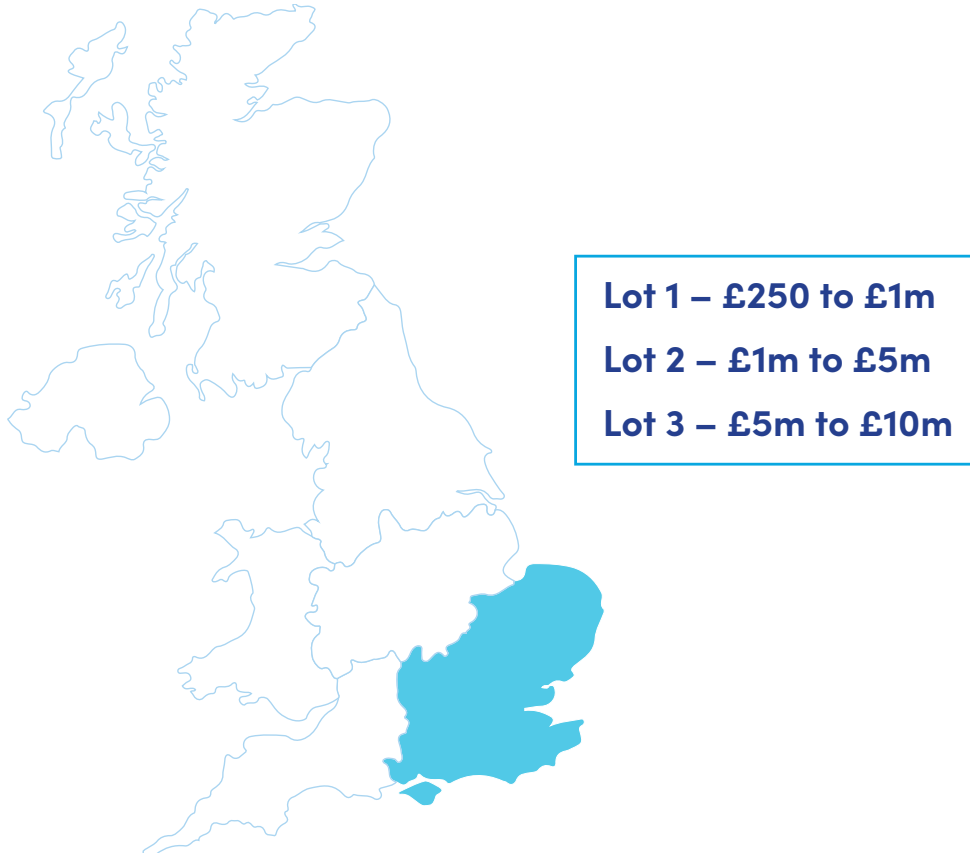 Lot 1 – £250 to £1m
Lot 2 – £1m to £5m
Lot 3 – £5m to £10m